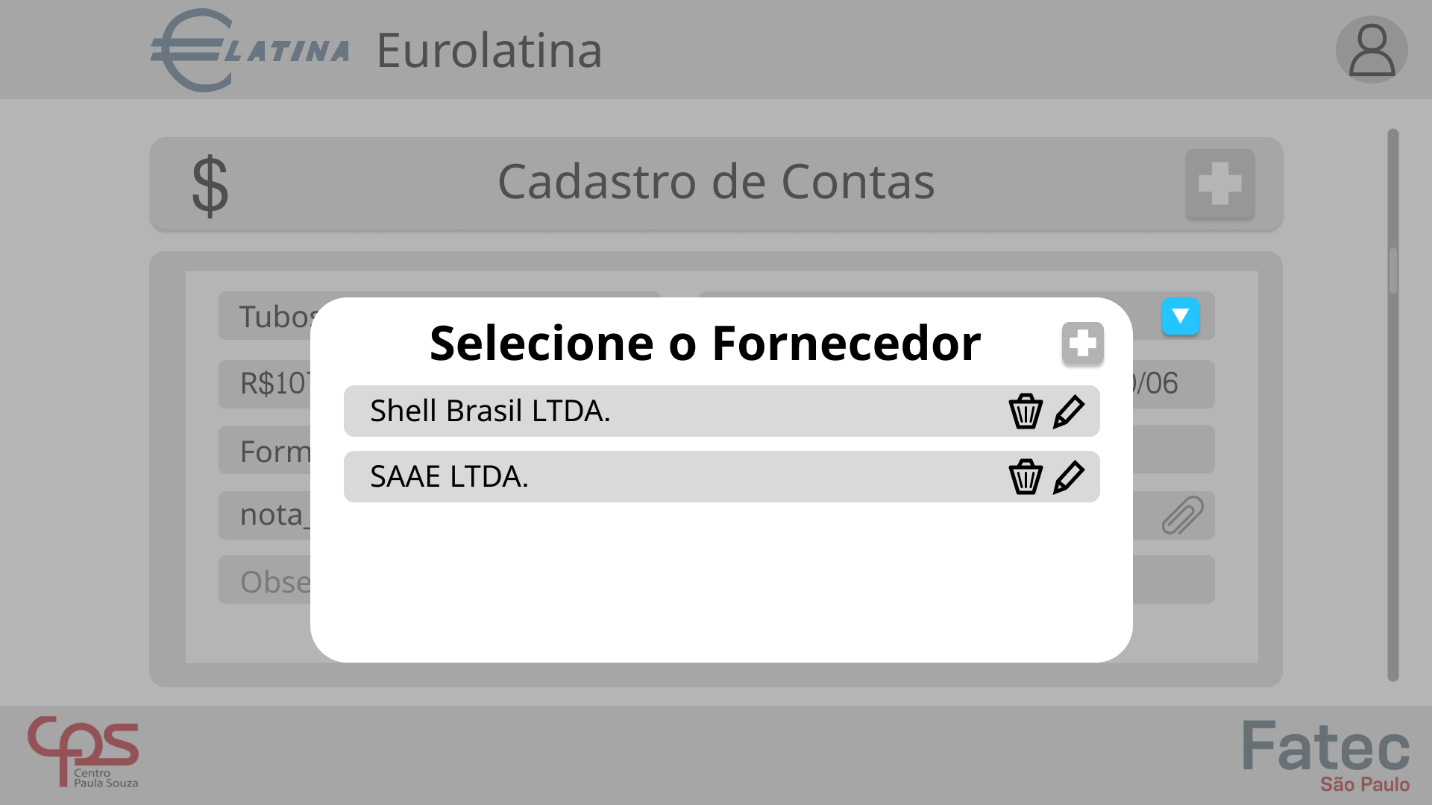 €LATINA Eurolatina
$ Cadastro de Contas
Selecione o Fornecedor
Shell Brasil LTDA.
SAAE LTDA.
Tubos
R$10
/06
Form
nota_
Obse
CPS
Centro
Paula Souza
Fatec
São Paulo